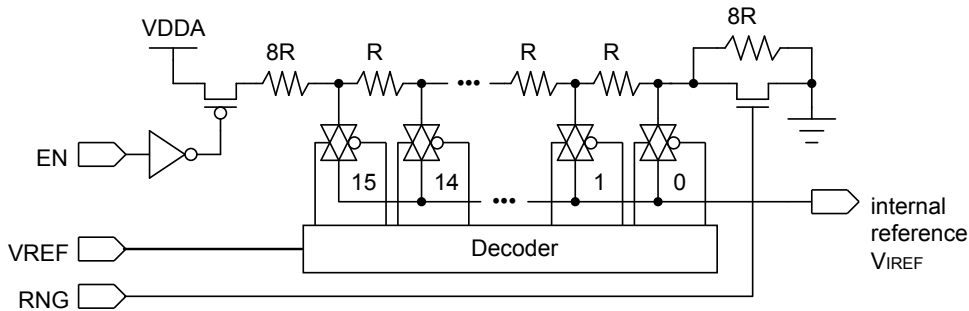 VDDA
8R
R
R
R
8R
EN
15
14
1
0
•••
•••
internal
reference
VIREF
VREF
Decoder
RNG